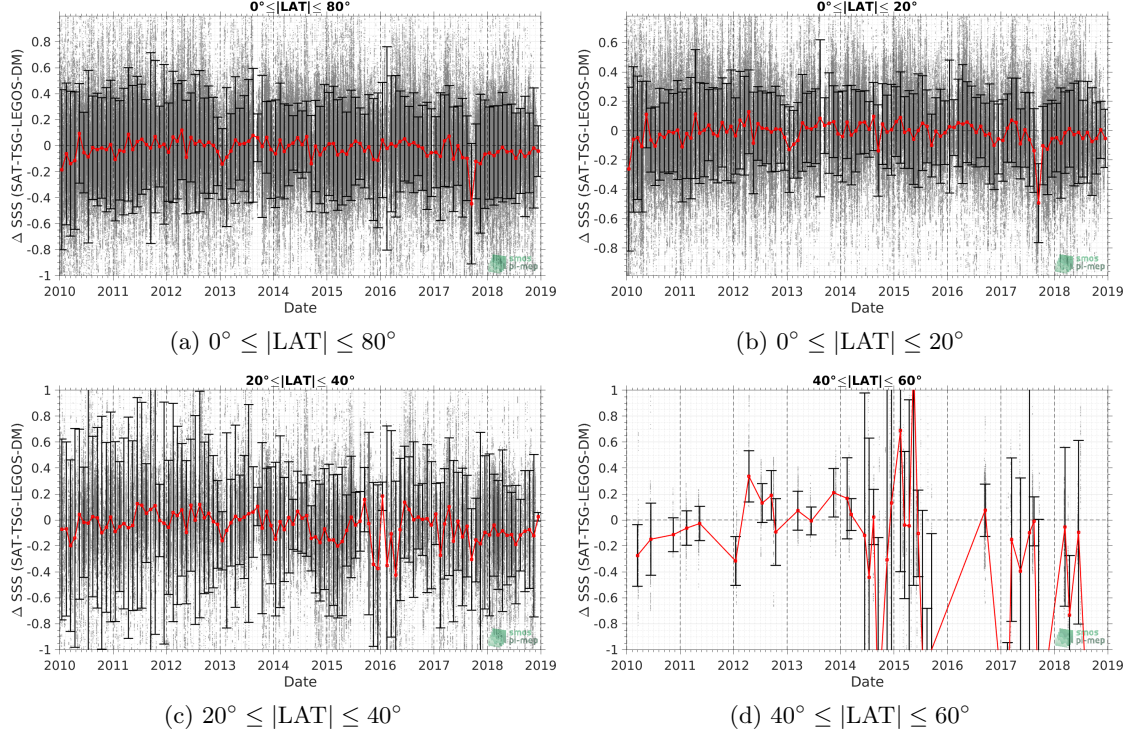 0°≤|LAT|≤ 80°
Δ SSS (SAT-TSG-LEGOS-DM)
0.8
0.6
0.4
0.2
0
-0.2
-0.4
-0.6
-0.8
-1
smos
pi-mep
2010 2011 2012 2013 2014 2015 2016 2017 2018 2019
Date
(a) 0° ≤ |LAT| ≤ 80°
0°≤|LAT|≤ 20°
Δ SSS (SAT-TSG-LEGOS-DM)
0.6
0.4
0.2
0
-0.2
-0.4
-0.6
-0.8
smos
pi-mep
2010 2011 2012 2013 2014 2015 2016 2017 2018 2019
Date
(b) 0° ≤ |LAT| ≤ 20°
20°≤|LAT|≤ 40°
Δ SSS (SAT-TSG-LEGOS-DM)
1
0.8
0.6
0.4
0.2
0
-0.2
-0.4
-0.6
-0.8
-1
smos
pi-mep
2010 2011 2012 2013 2014 2015 2016 2017 2018 2019
Date
(c) 20° ≤ |LAT| ≤ 40°
40°≤|LAT|≤ 60°
Δ SSS (SAT-TSG-LEGOS-DM)
1
0.8
0.6
0.4
0.2
0
-0.2
-0.4
-0.6
-0.8
-1
smos
pi-mep
2010 2011 2012 2013 2014 2015 2016 2017 2018 2019
Date
(d) 40° ≤ |LAT| ≤ 60°